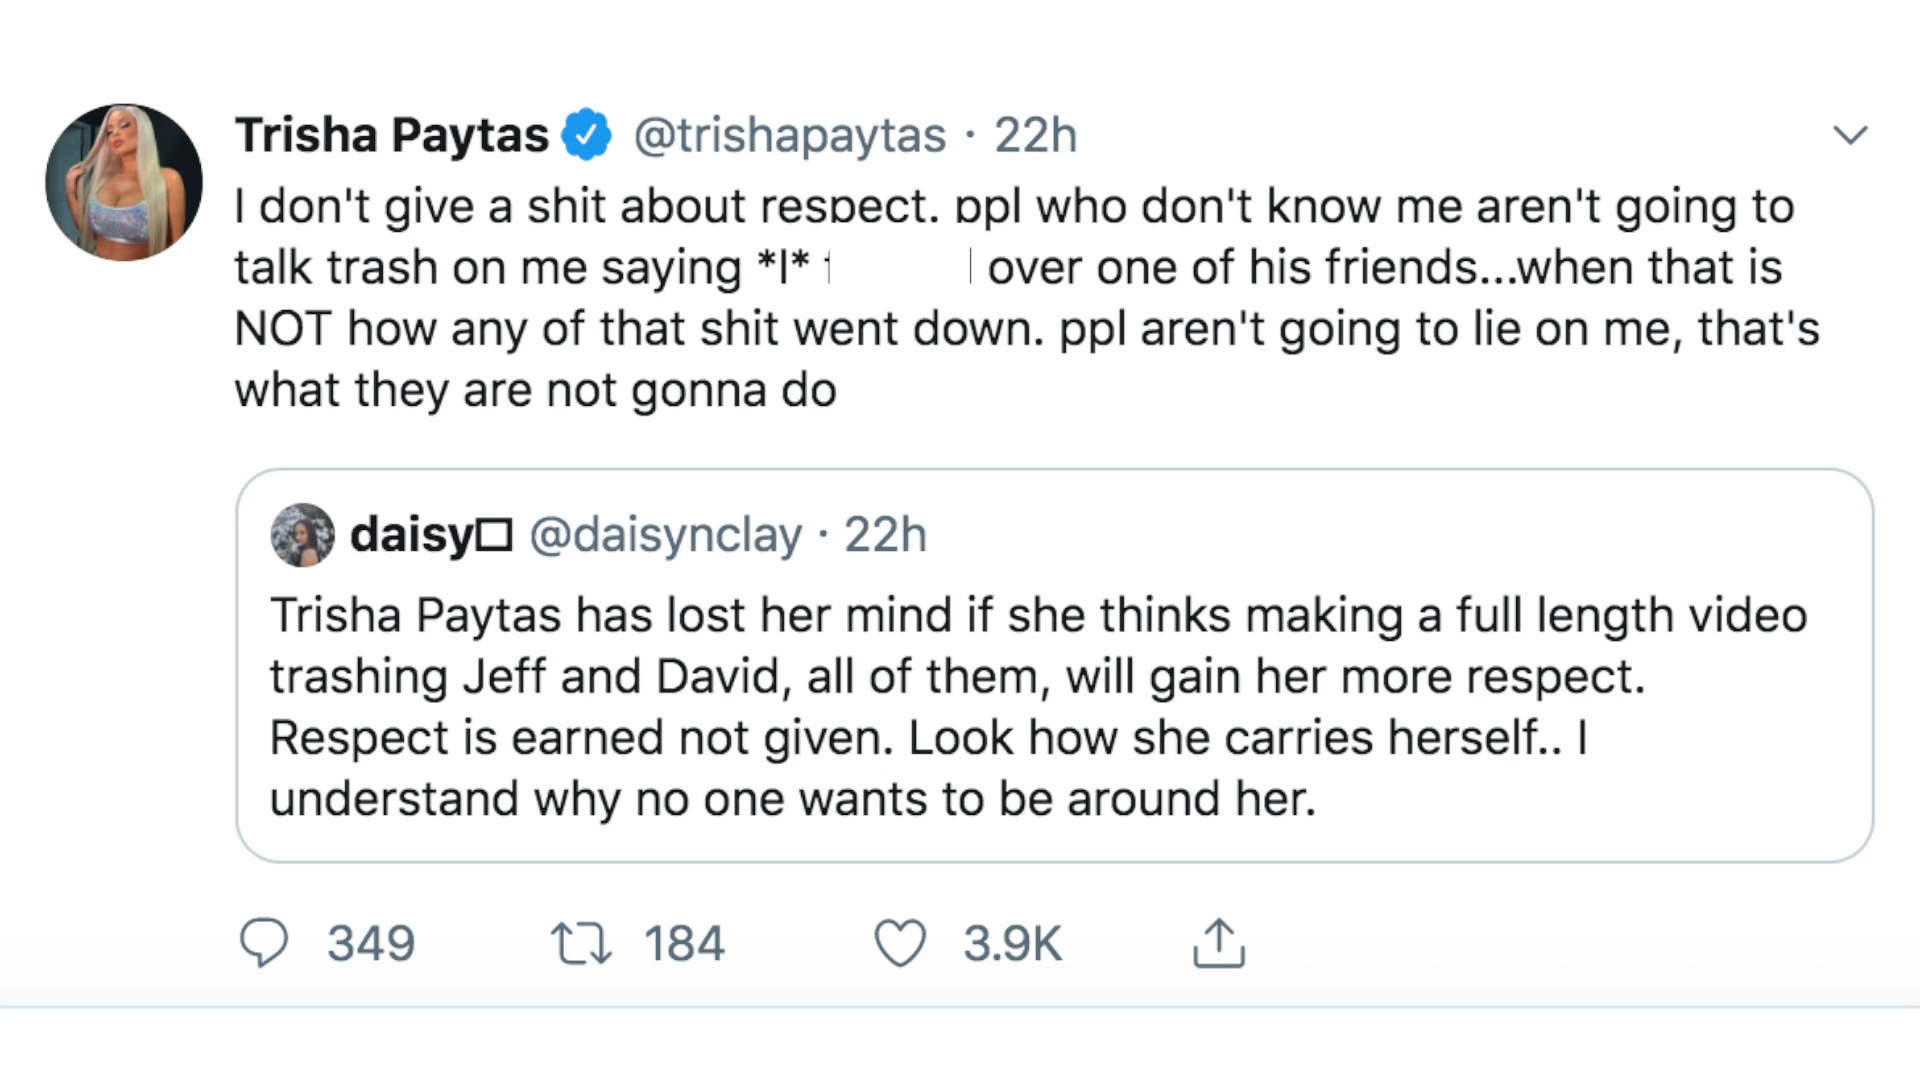 Trisha Paytas @trishapaytas · 22h
I don't give a shit about respect. ppl who don't know me aren't going to
talk trash on me saying *I* over one of his friends...when that is
NOT how any of that shit went down. ppl aren't going to lie on me, that's
what they are not gonna do
daisy□ @daisynclay · 22h
Trisha Paytas has lost her mind if she thinks making a full length video
trashing Jeff and David, all of them, will gain her more respect.
Respect is earned not given. Look how she carries herself.. I
understand why no one wants to be around her.
349 184 3.9K